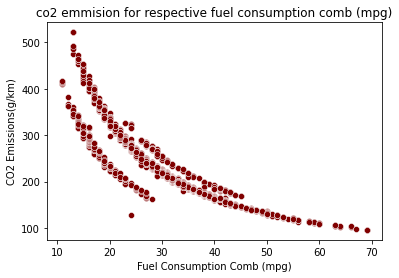 co2 emmision for respective fuel consumption comb (mpg)
500
400
300
200
100
CO2 Emissions(g/km)
10 20 30 40 50 60 70
Fuel Consumption Comb (mpg)